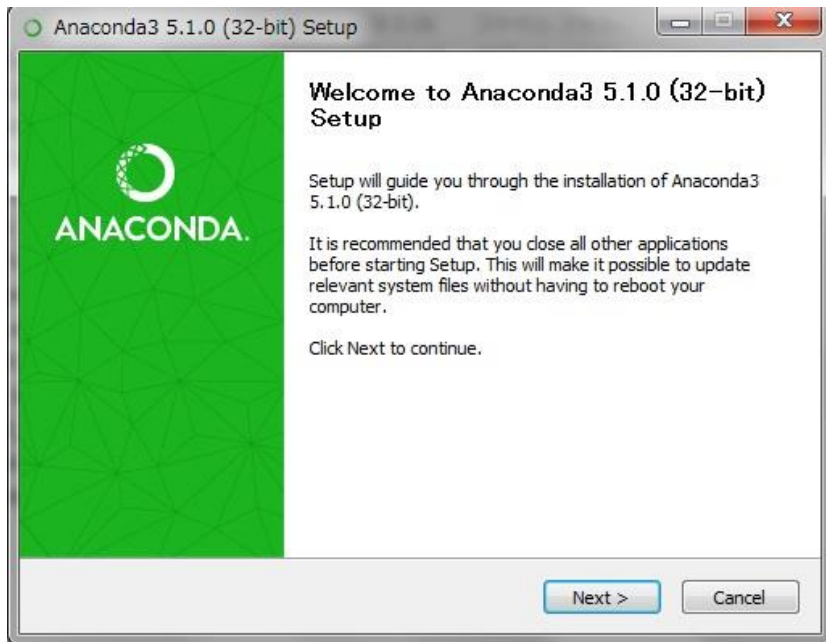 Anaconda3 5.1.0 (32-bit) Setup
Welcome to Anaconda3 5.1.0 (32-bit)
Setup
ANACONDA.
Setup will guide you through the installation of Anaconda3
5.1.0 (32-bit).
It is recommended that you close all other applications
before starting Setup. This will make it possible to update
relevant system files without having to reboot your
computer.
Click Next to continue.
Next >
Cancel